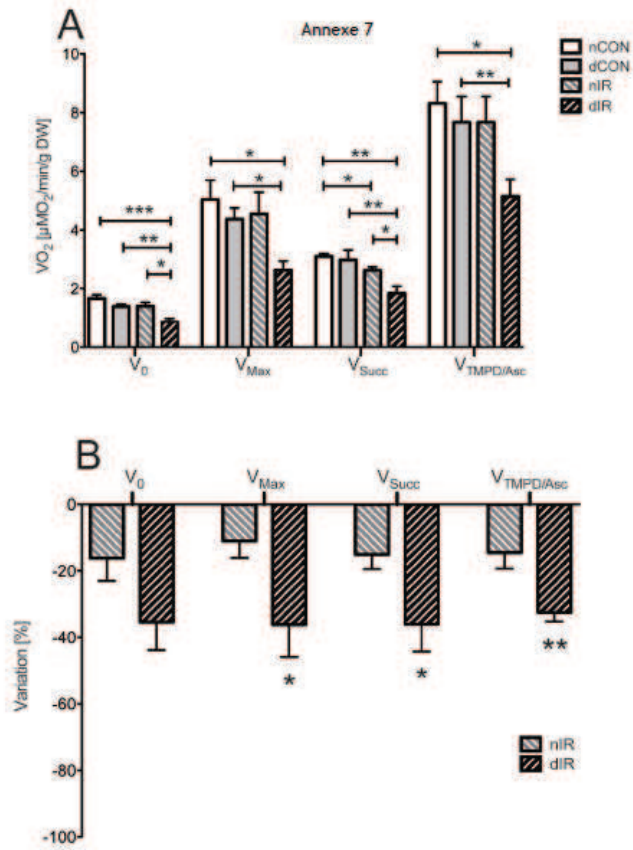 A
Annexe 7
nCON
dCON
nIR
dIR
VO2 [µMO2/min/g DW]
10
8
6
4
2
0
*
**
*
*
**
***
*
*
**
**
*
*
V0
VMax
VSucc
VTMPD/Asc
B
V0
VMax
VSucc
VTMPD/Asc
Variation [%]
0
-20
-40
-60
-80
-100
*
*
**
nIR
dIR